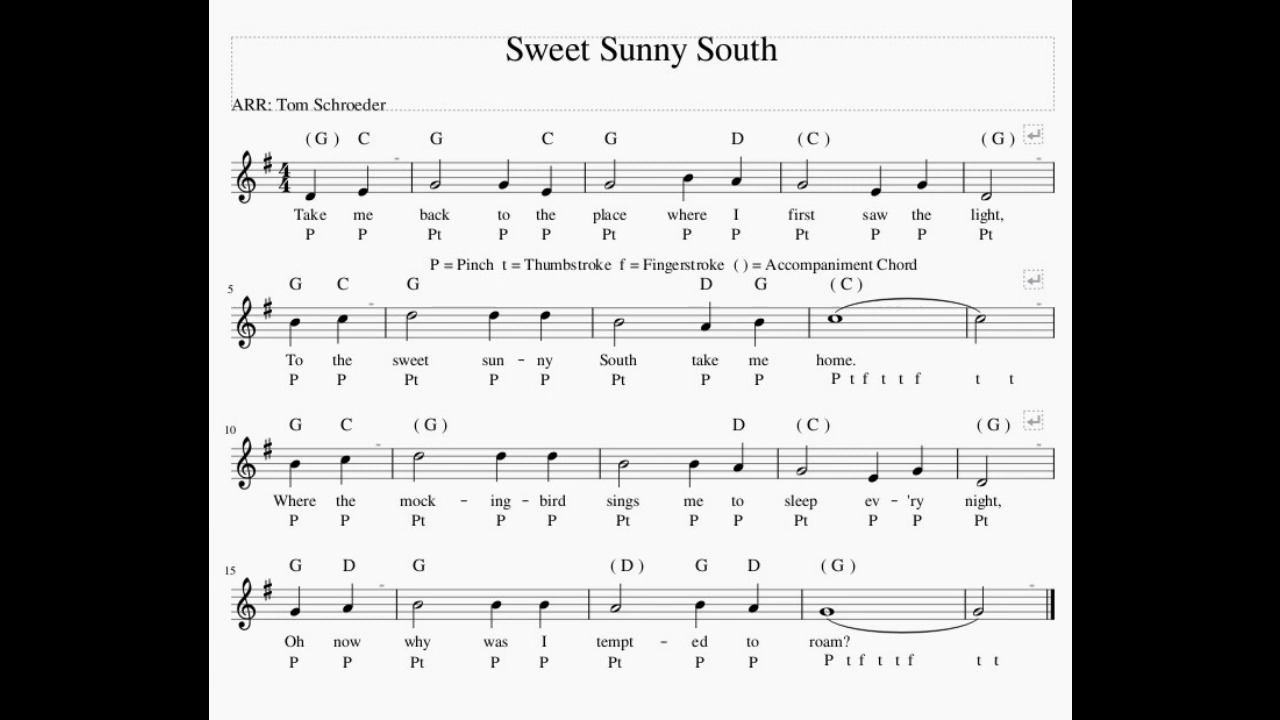 Sweet Sunny South
ARR: Tom Schroeder
( G ) C G C G D ( C ) ( G )
4
4
Take me back to the place where I first saw the light,
P P Pt P P Pt P P Pt P P Pt
P = Pinch t = Thumbstroke f = Fingerstroke ( ) = Accompaniment Chord
G C G D G ( C )
5
To the sweet sun - ny South take me home.
P P Pt P P Pt P P P t f t t f t t
G C ( G ) D ( C ) ( G )
10
Where the mock - ing - bird sings me to sleep ev - 'ry night,
P P Pt P P Pt P P Pt P P Pt
G D G ( D ) G D ( G )
15
Oh now why was I tempt - ed to roam?
P P Pt P P Pt P P P t f t t f t t